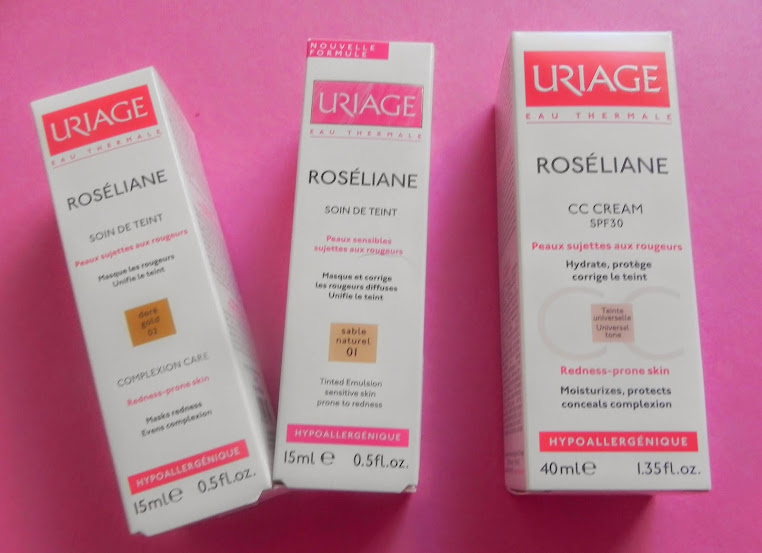 URIAGE
EAU THERMALE
ROSÉLIANE
SOIN DE TEINT
Peaux sujettes aux rougeurs
Masque les rougeurs
Unifie le teint
doré
gold
02
COMPLEXION CARE
Redness-prone skin
Masks redness
Evens complexion
HYPOALLERGÉNIQUE
15ml℮ 0.5fl.oz.
NOUVELLE
FORMULE
URIAGE
EAU THERMALE
ROSÉLIANE
SOIN DE TEINT
Peaux sensibles
sujettes aux rougeurs
Masque et corrige
les rougeurs diffuses
Unifie le teint
sable
naturel
01
Tinted Emulsion
sensitive skin
prone to redness
HYPOALLERGÉNIQUE
15ml℮ 0.5fl.oz.
URIAGE
EAU THERMALE
ROSÉLIANE
CC CREAM
SPF30
Peaux sujettes aux rougeurs
Hydrate, protège
corrige le teint
CC
Teinte
universelle
Universal
tone
Redness-prone skin
Moisturizes, protects
conceals complexion
HYPOALLERGÉNIQUE
40ml℮ 1.35fl.oz.